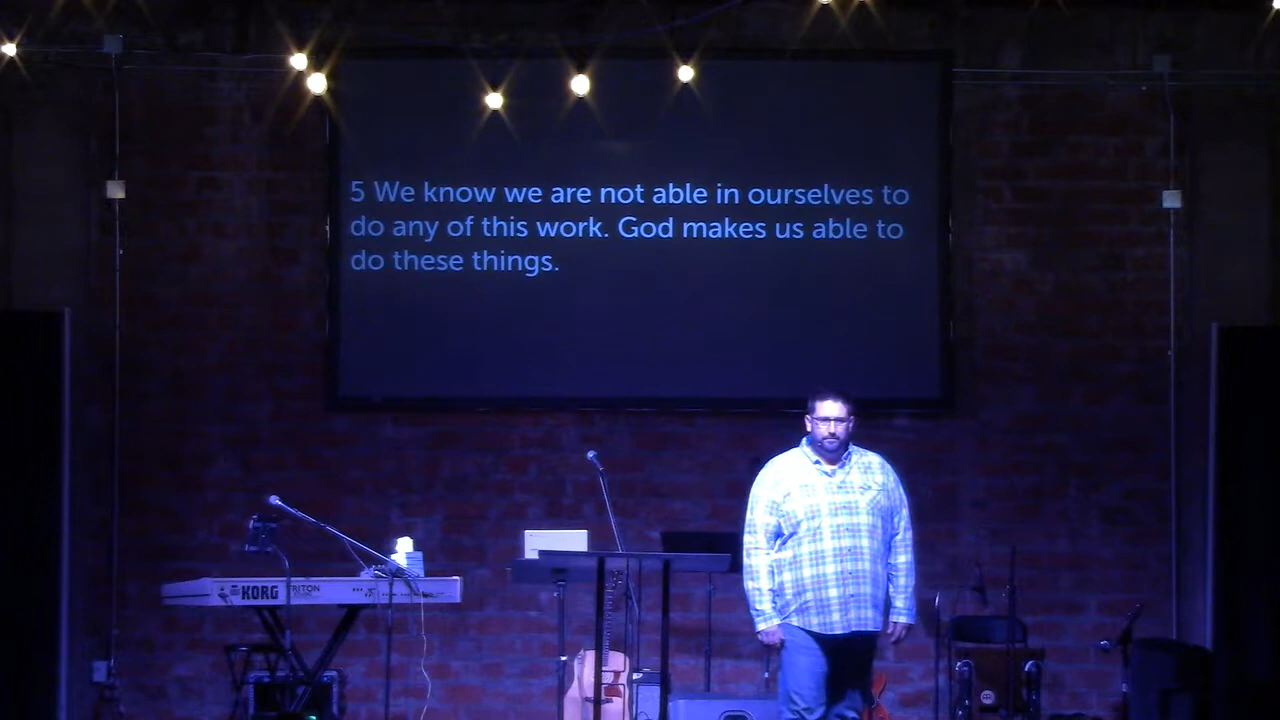 5 We know we are not able in ourselves to
do any of this work. God makes us able to
do these things.
KORG
TRITON